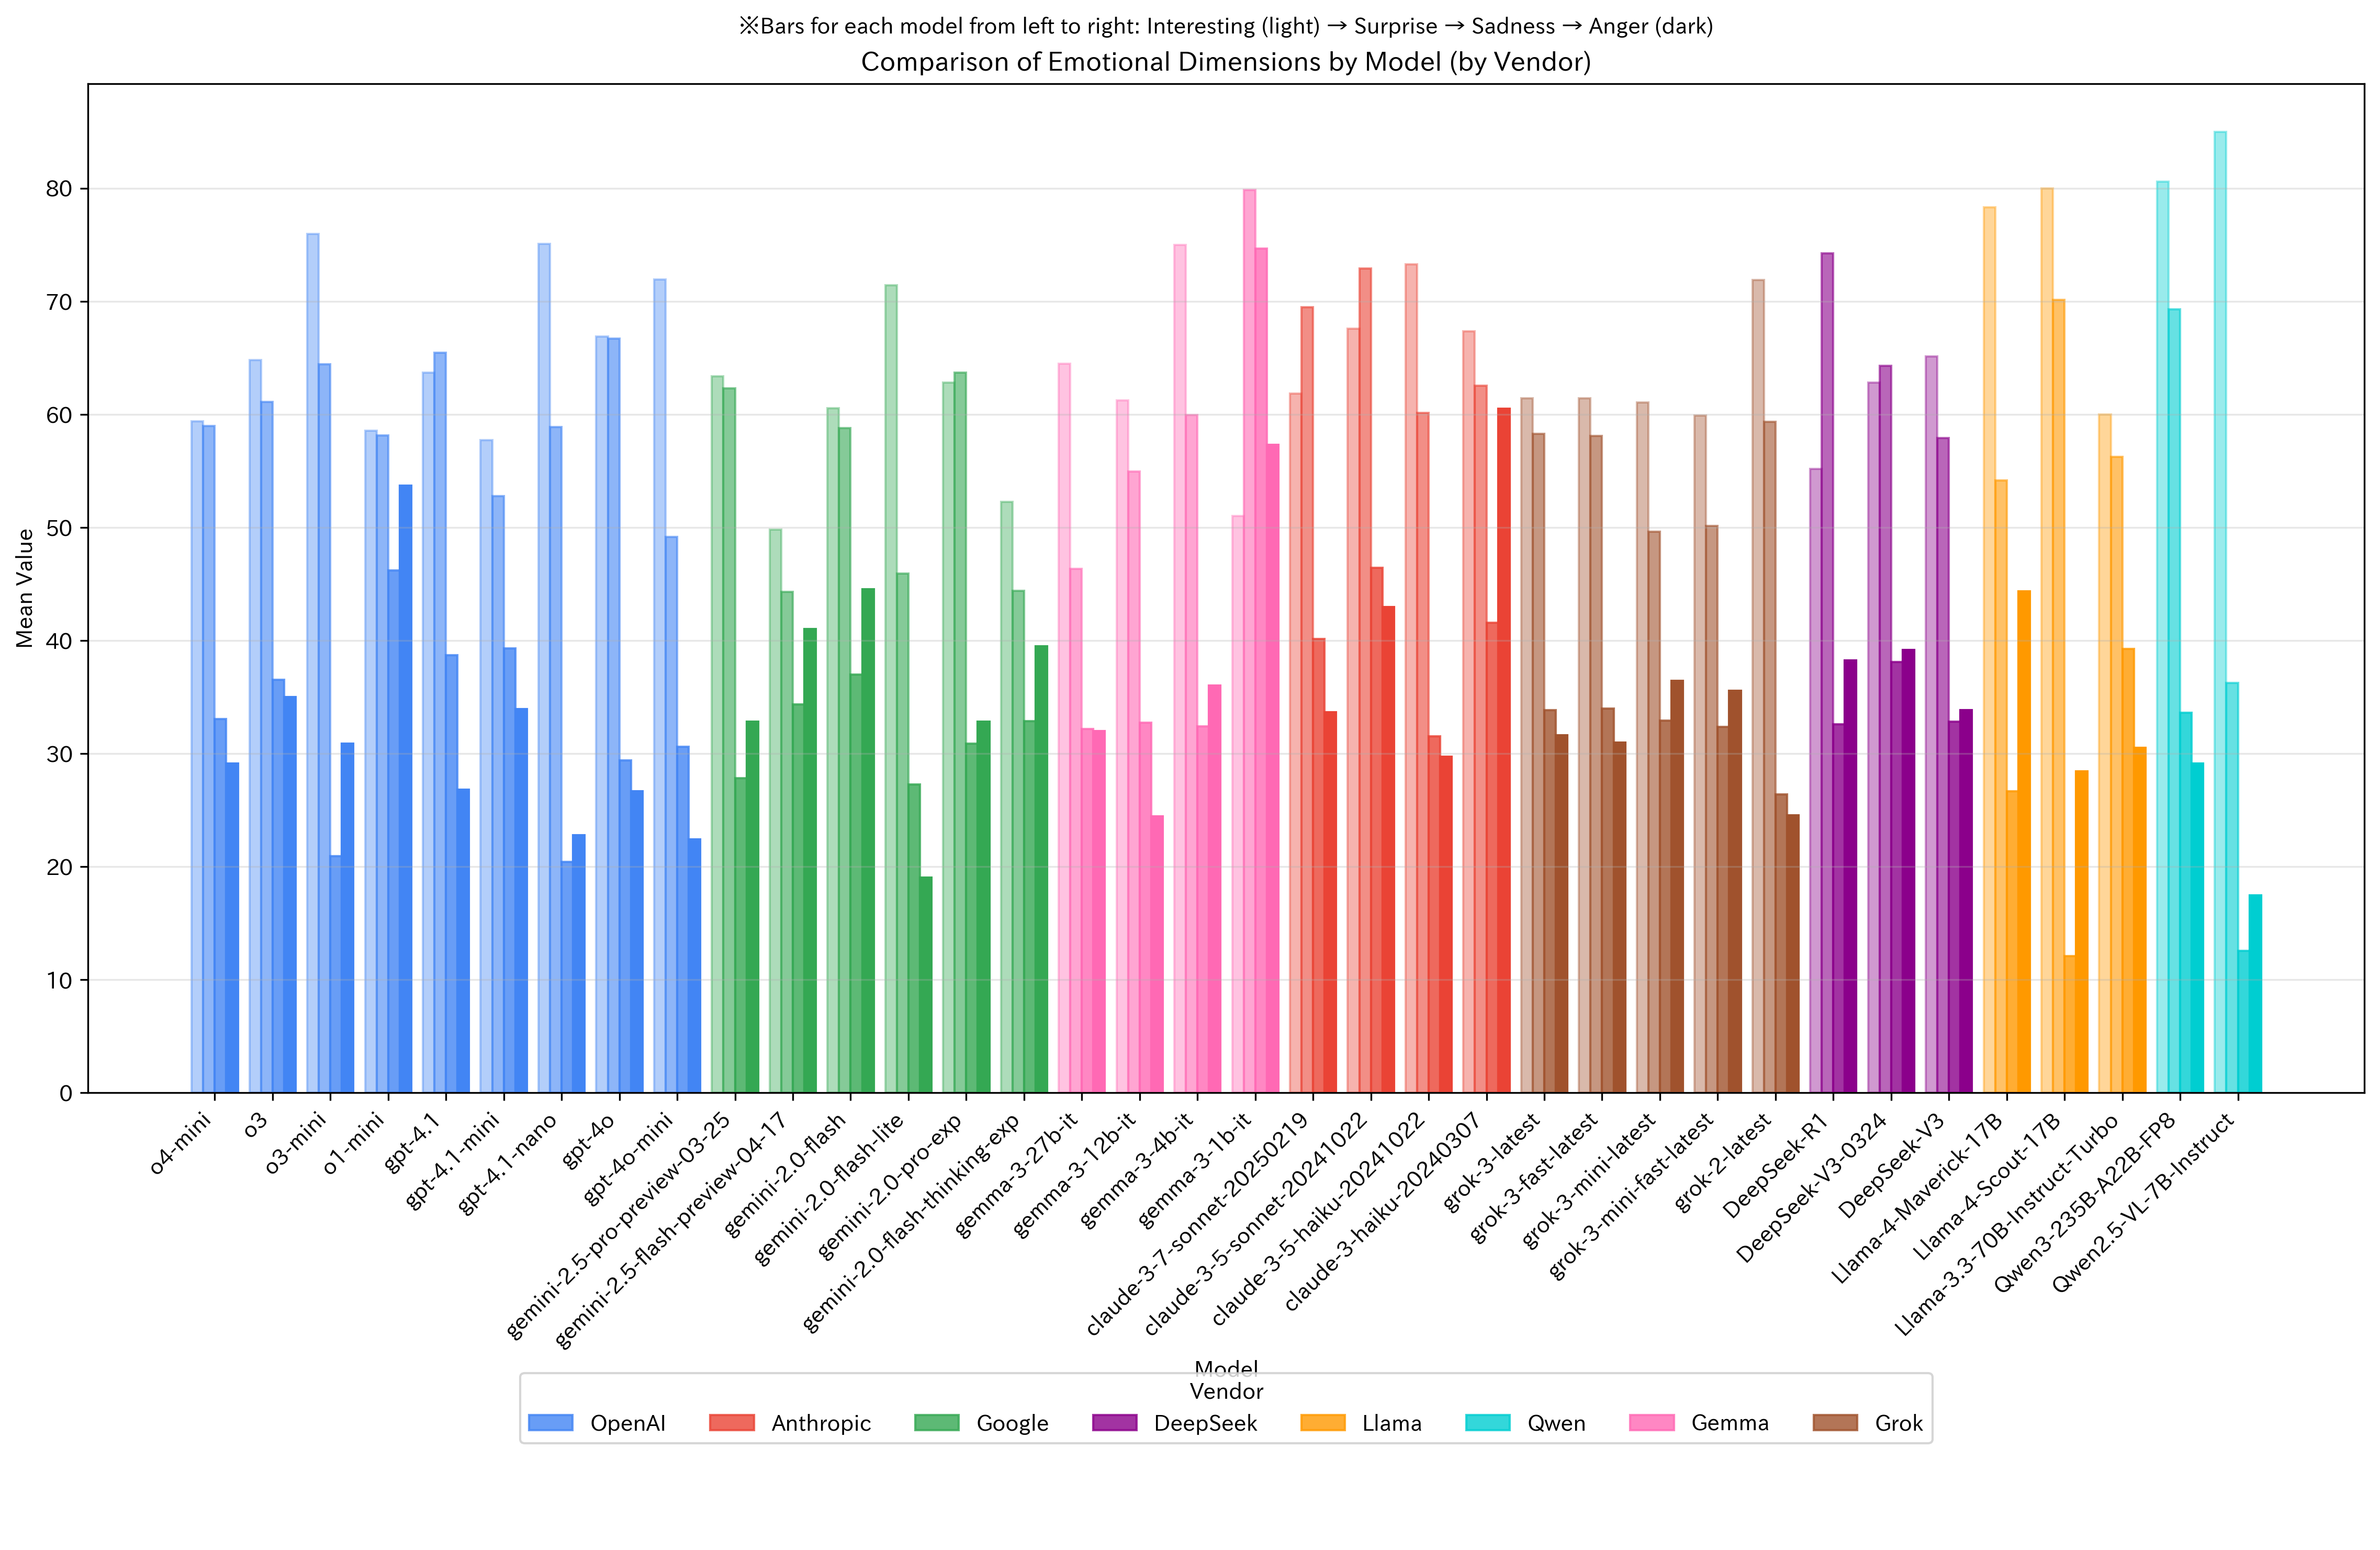 ※Bars for each model from left to right: Interesting (light) → Surprise → Sadness → Anger (dark)
Comparison of Emotional Dimensions by Model (by Vendor)
Mean Value
80
70
60
50
40
30
20
10
0
o4-mini
o3
o3-mini
o1-mini
gpt-4.1
gpt-4.1-mini
gpt-4.1-nano
gpt-4o
gpt-4o-mini
gemini-2.5-pro-preview-03-25
gemini-2.5-flash-preview-04-17
gemini-2.0-flash
gemini-2.0-flash-lite
gemini-2.0-pro-exp
gemini-2.0-flash-thinking-exp
gemma-3-27b-it
gemma-3-12b-it
gemma-3-4b-it
gemma-3-1b-it
claude-3-7-sonnet-20250219
claude-3-5-sonnet-20241022
claude-3-5-haiku-20241022
claude-3-haiku-20240307
grok-3-latest
grok-3-fast-latest
grok-3-mini-latest
grok-3-mini-fast-latest
grok-2-latest
DeepSeek-R1
DeepSeek-V3-0324
DeepSeek-V3
Llama-4-Maverick-17B
Llama-4-Scout-17B
Llama-3.3-70B-Instruct-Turbo
Qwen3-235B-A22B-FP8
Qwen2.5-VL-7B-Instruct
Model
Vendor
OpenAI Anthropic Google DeepSeek Llama Qwen Gemma Grok